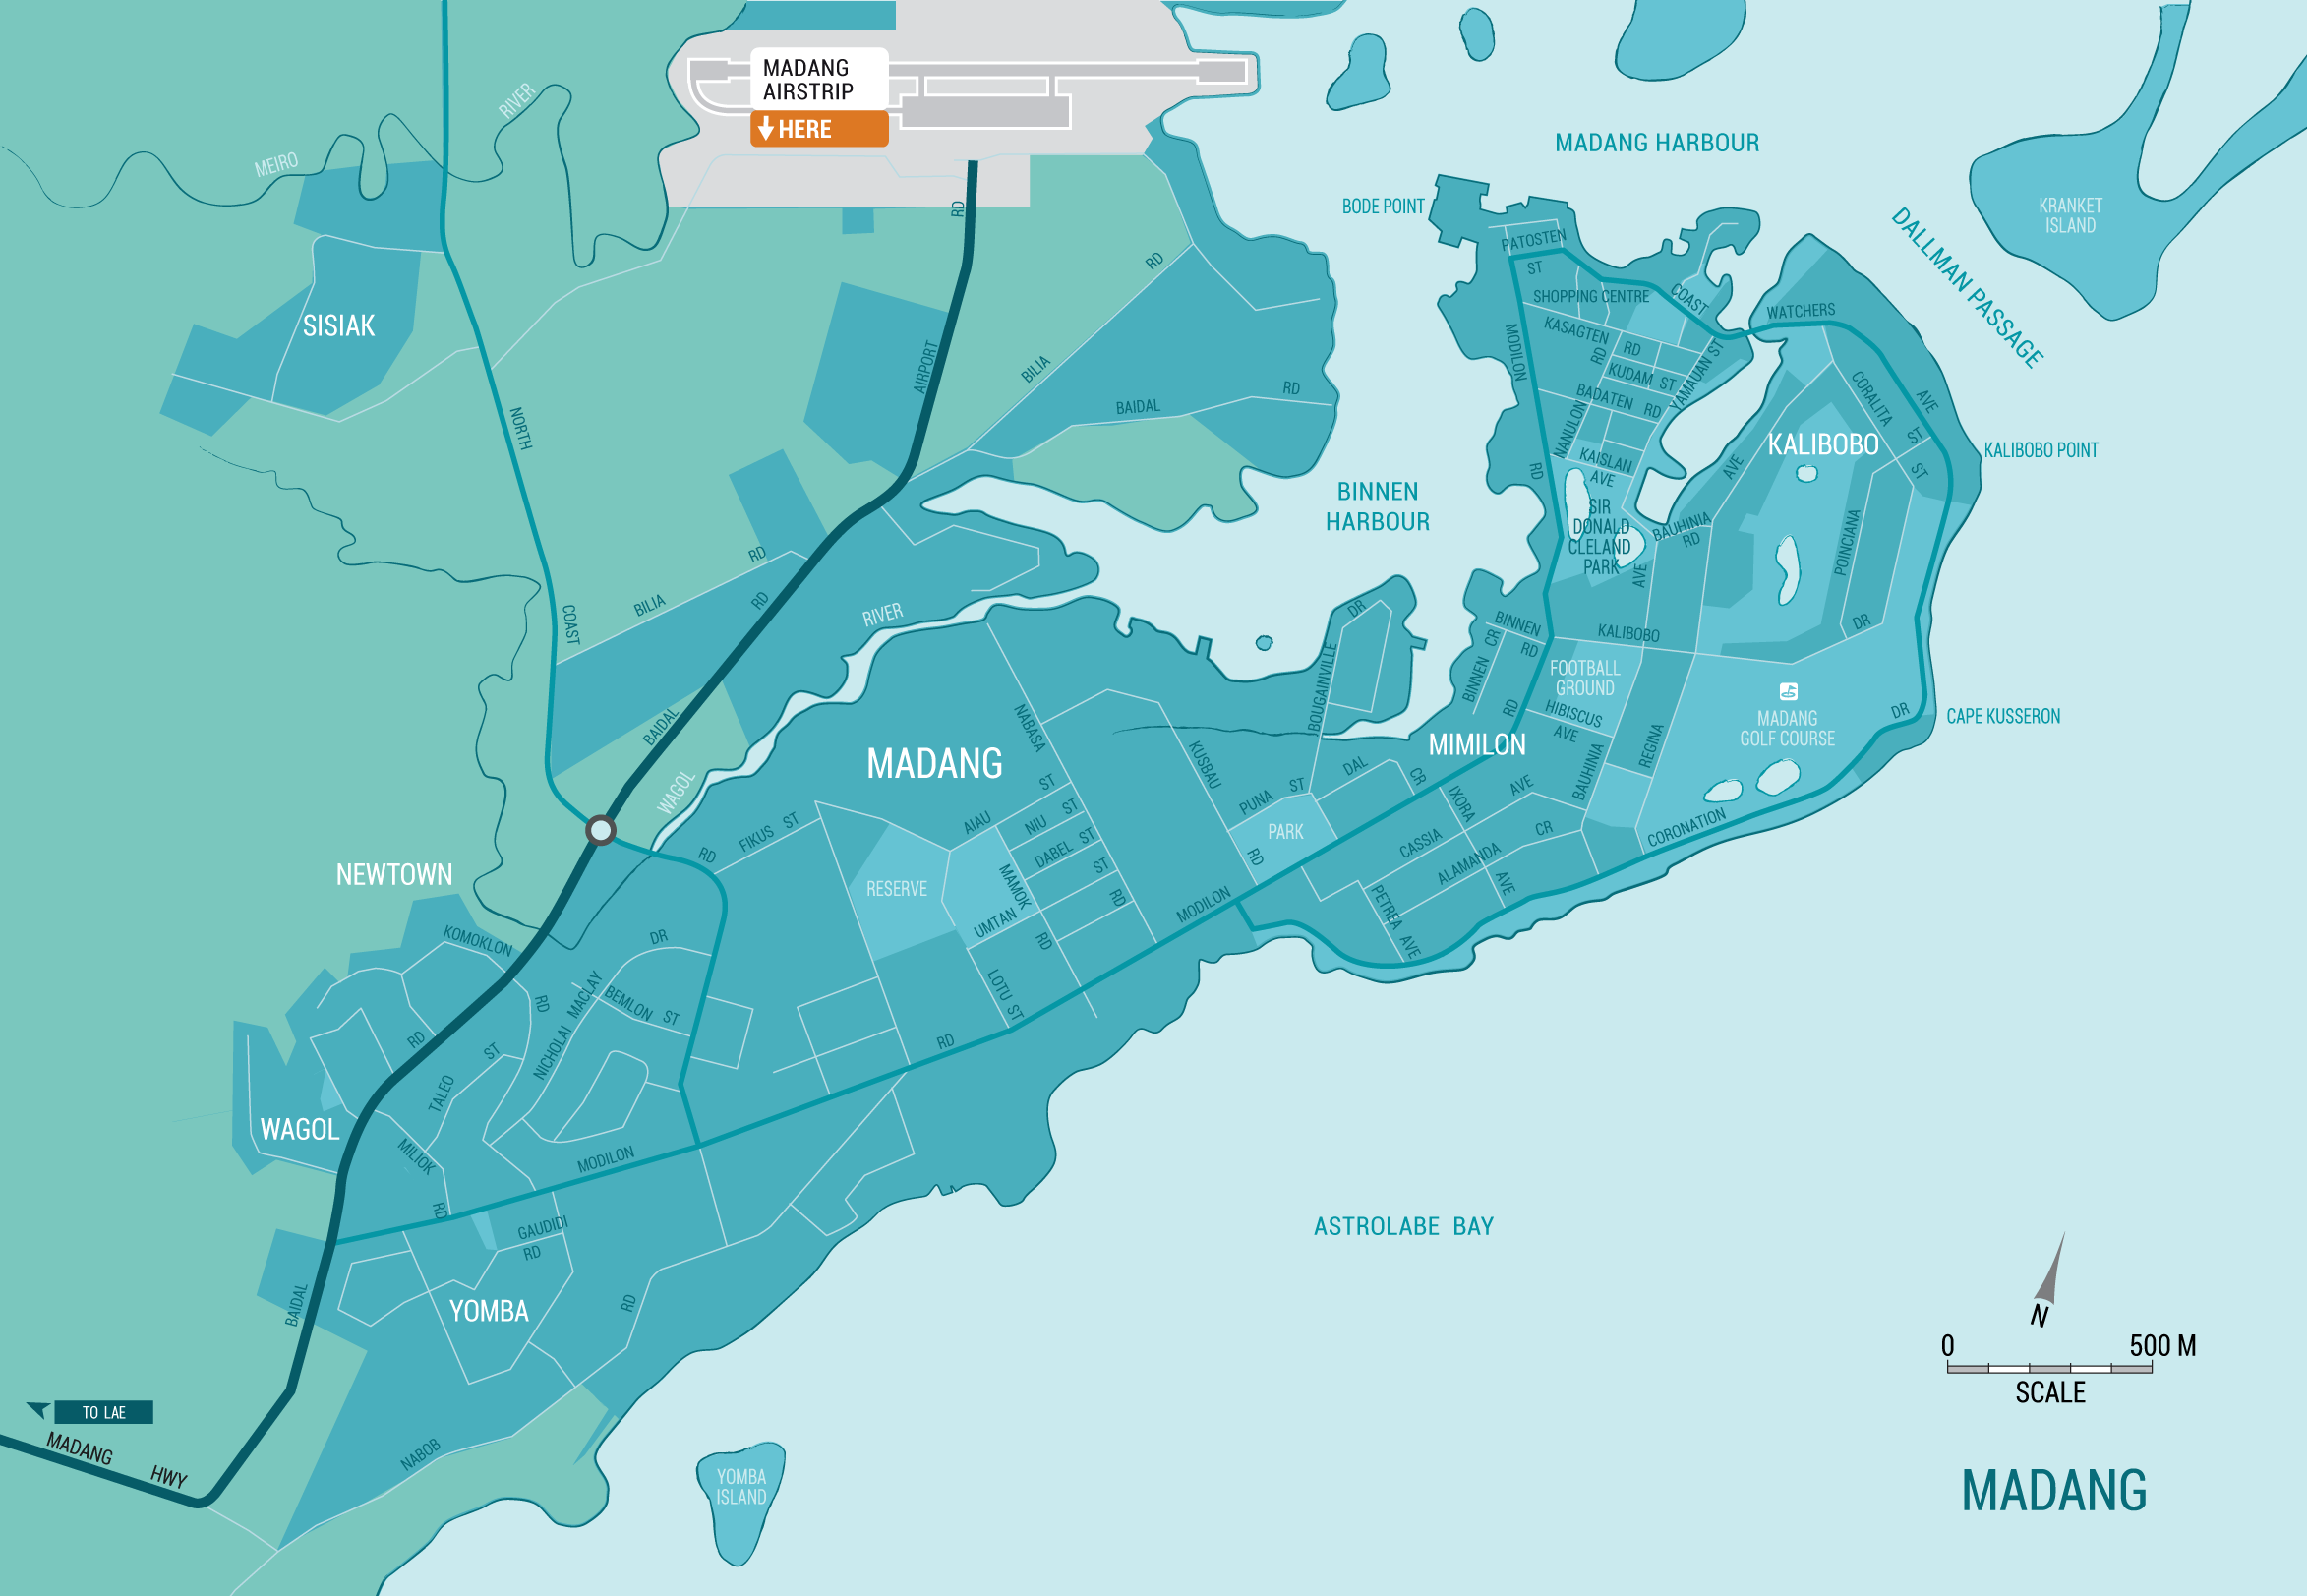 MADANG
AIRSTRIP
HERE
MADANG HARBOUR
BODE POINT
KRANKET
ISLAND
DALLMAN PASSAGE
RIVER
MEIRO
SISIAK
NORTH
COAST
RD
RD
AIRPORT
BILIA
RD
BAIDAL
RD
BINNEN
HARBOUR
PATOSTEN
ST
SHOPPING CENTRE
COAST
WATCHERS
AVE
MODILON
RD
KASAGTEN
RD
RD
KUDAM ST
BADATEN RD
YAMAUAN ST
NANULON
KAISLAN
AVE
SIR
DONALD
CLELAND
PARK
KALIBOBO
CORALITA
ST
ST
KALIBOBO POINT
AVE
BAUHINIA
RD
AVE
POINCIANA
DR
BILIA
RD
RD
BAIDAL
RIVER
WAGOL
BOUGAINVILLE
DR
BINNEN
RD
BINNEN CR
RD
KALIBOBO
FOOTBALL
GROUND
HIBISCUS
AVE
BAUHINIA
REGINA
MADANG
GOLF COURSE
DR
CAPE KUSSERON
CORONATION
MADANG
NABASA
RD
KUSBAU
RD
MIMILON
PUNA ST
DAL
CR
PARK
IXORA
AVE
AVE
CASSIA
ALAMANDA
CR
PETREA AVE
FIKUS ST
RESERVE
AIAU
ST
NIU ST
DABEL ST
UMTAN
ST
MAMOK
RD
LOTU ST
MODILON
RD
NEWTOWN
KOMOKLON
RD
RD
DR
NICHOLAI MACLAY
BEMLON ST
TALEO
ST
WAGOL
MILIOK
RD
MODILON
GAUDIDI
RD
YOMBA
RD
NABOB
BAIDAL
TO LAE
MADANG HWY
YOMBA
ISLAND
ASTROLABE BAY
N
0 500 M
SCALE
MADANG